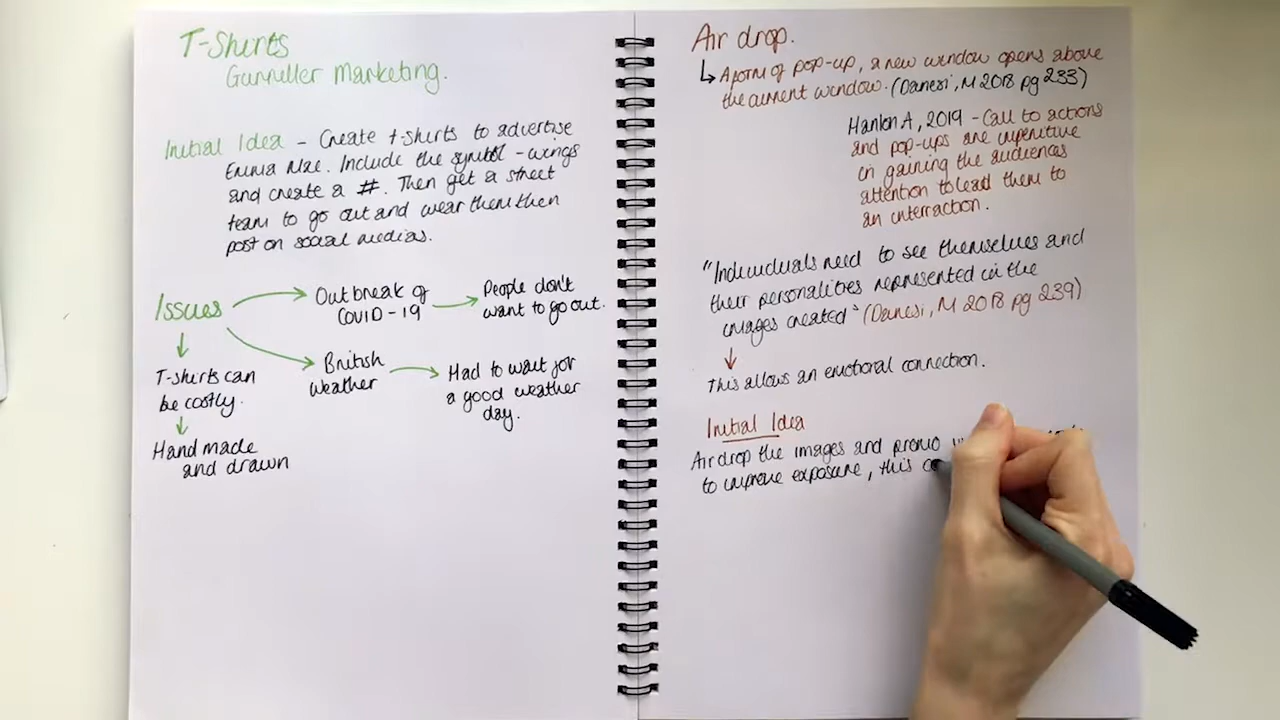 T-Shirts
Gurruller Marketing.
Initial Idea - Create t-shirts to advertise
Emma Mae. Include the symbol - wings
and create a #. Then get a street
team to go out and wear them then
post on social medias.
Issues
Outbreak of
COVID-19
People don't
want to go out.
British
weather
Had to wait for
a good weather
day.
T-shirts can
be costly.
Hand made
and drawn
Air drop.
A form of pop-up, a new window opens above
the current window. (Danesi, M 2018 pg 233)
Hanlon A, 2019 - Call to actions
and pop-ups are imperitive
in gaining the audiences
attention to lead them to
an interraction.
"Individuals need to see themselves and
their personalities represented in the
images created" (Danesi, M 2018 pg 239)
This allows an emotional connection.
Initial Idea
Airdrop the images and promo
to improve exposure, this